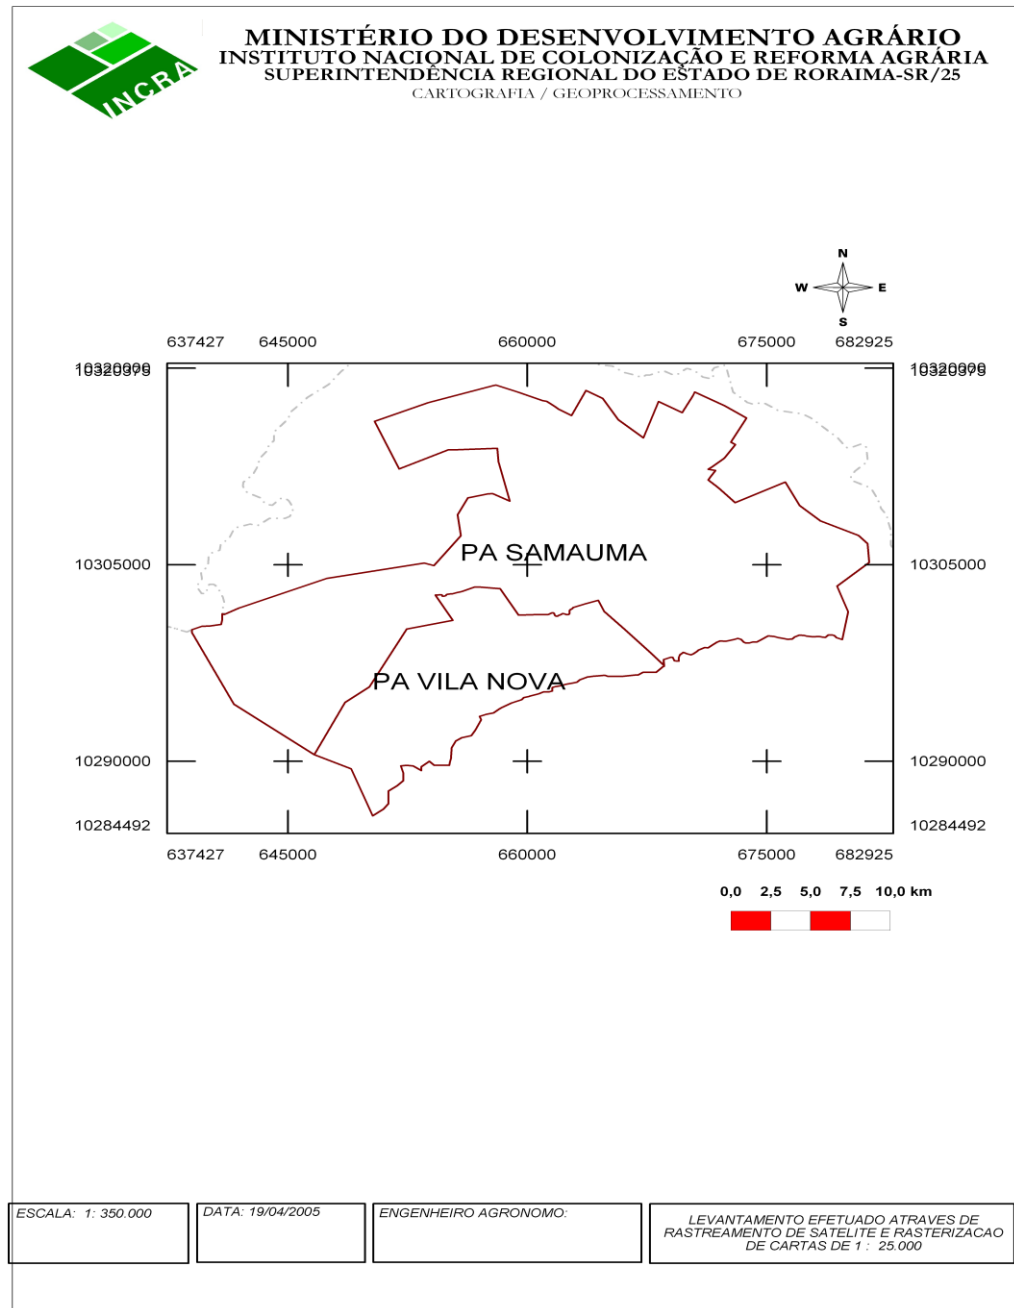 INCRA
MINISTÉRIO DO DESENVOLVIMENTO AGRÁRIO
INSTITUTO NACIONAL DE COLONIZAÇÃO E REFORMA AGRÁRIA
SUPERINTENDÊNCIA REGIONAL DO ESTADO DE RORAIMA-SR/25
CARTOGRAFIA / GEOPROCESSAMENTO
N
W E
S
637427 645000 660000 675000 682925
10320000 10320000
10320375 10320375
PA SAMAUMA
10305000 10305000
PA VILA NOVA
10290000 10290000
10284492 10284492
637427 645000 660000 675000 682925
0,0 2,5 5,0 7,5 10,0 km
ESCALA: 1: 350.000
DATA: 19/04/2005
ENGENHEIRO AGRONOMO:
LEVANTAMENTO EFETUADO ATRAVES DE
RASTREAMENTO DE SATELITE E RASTERIZACAO
DE CARTAS DE 1 : 25.000